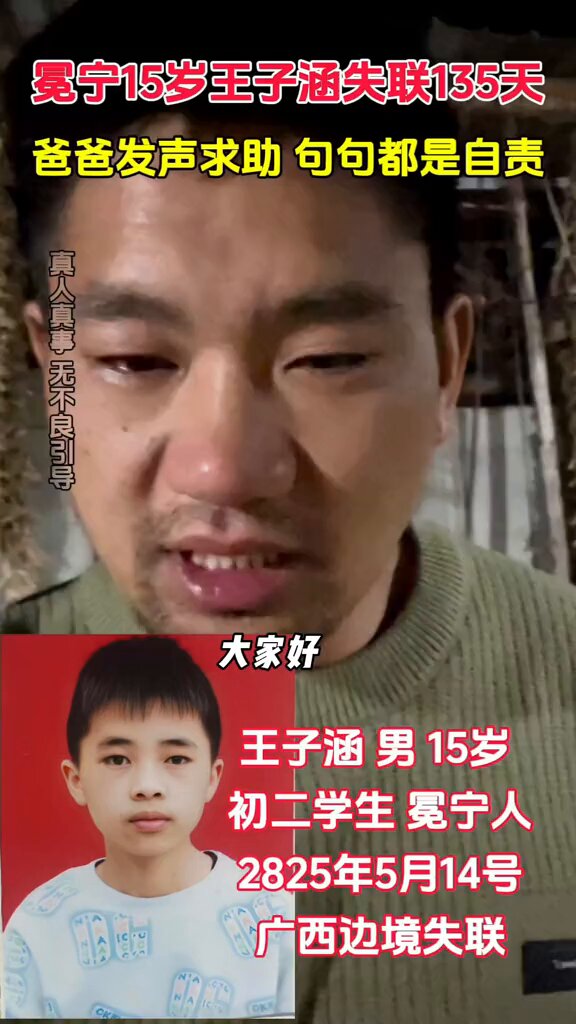 冕宁15岁王子涵失联135天
爸爸发声求助 句句都是自责
真人真事 无不良引导
大家好
王子涵 男 15岁
初二学生 冕宁人
2825年5月14号
广西边境失联